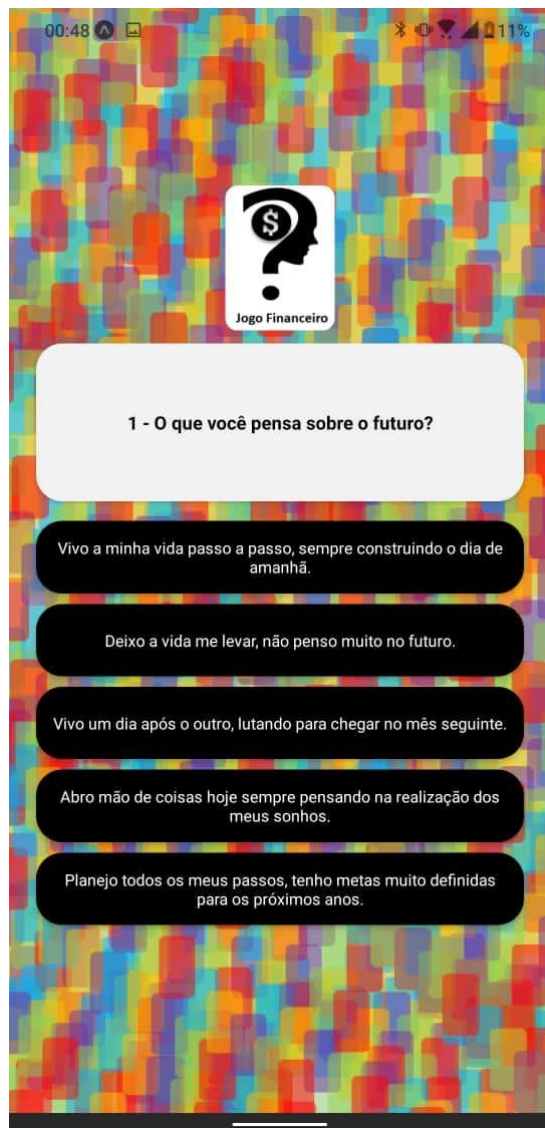 00:48 11%
$
Jogo Financeiro
1 - O que você pensa sobre o futuro?
Vivo a minha vida passo a passo, sempre construindo o dia de
amanhã.
Deixo a vida me levar, não penso muito no futuro.
Vivo um dia após o outro, lutando para chegar no mês seguinte.
Abro mão de coisas hoje sempre pensando na realização dos
meus sonhos.
Planejo todos os meus passos, tenho metas muito definidas
para os próximos anos.